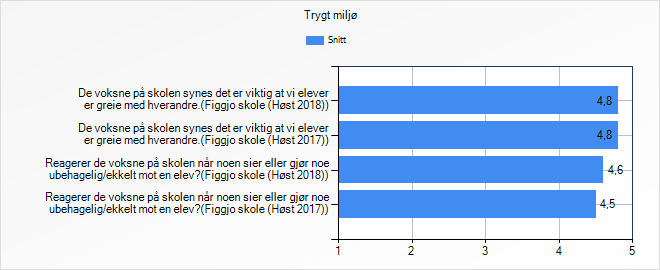 Trygt miljø
Snitt
De voksne på skolen synes det er viktig at vi elever
er greie med hverandre.(Figgjo skole (Høst 2018))
4,8
De voksne på skolen synes det er viktig at vi elever
er greie med hverandre.(Figgjo skole (Høst 2017))
4,8
Reagerer de voksne på skolen når noen sier eller gjør noe
ubehagelig/ekkelt mot en elev?(Figgjo skole (Høst 2018))
4,6
Reagerer de voksne på skolen når noen sier eller gjør noe
ubehagelig/ekkelt mot en elev?(Figgjo skole (Høst 2017))
4,5
1 2 3 4 5